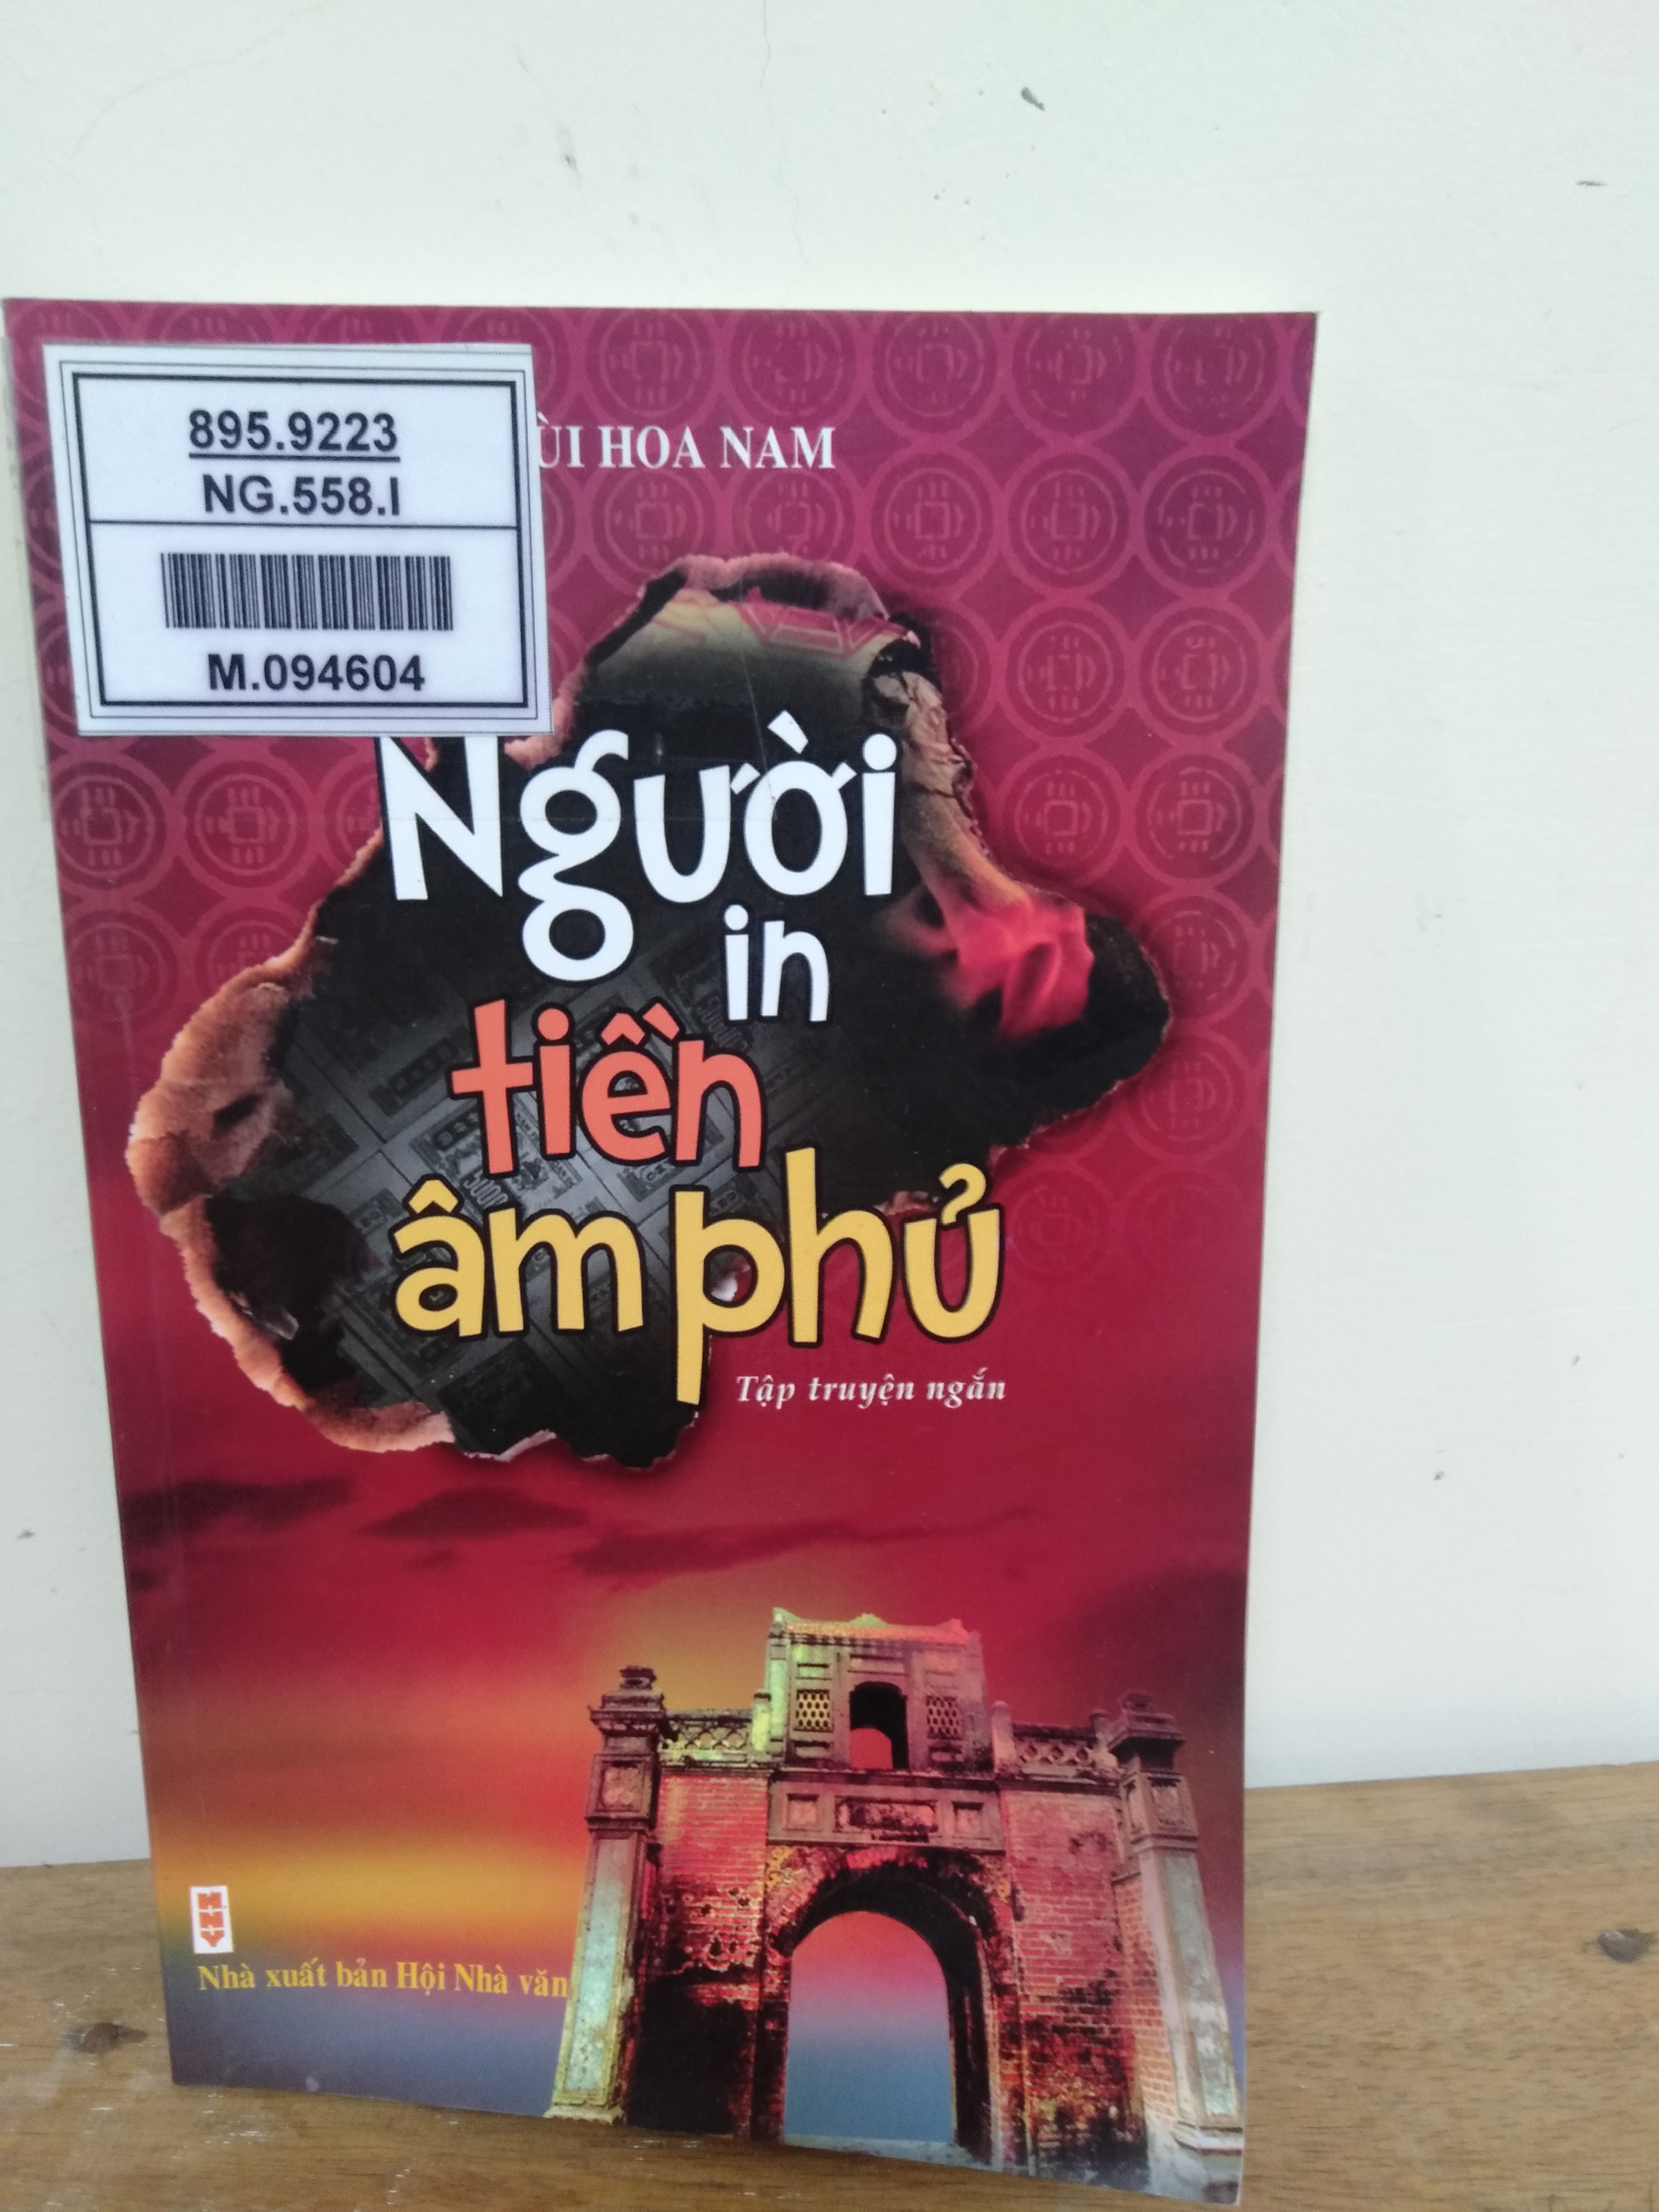 895.9223
NG.558.I
M.094604
ÙI HOA NAM
Người
in
tiền
âm phủ
Tập truyện ngắn
Nhà xuất bản Hội Nhà văn